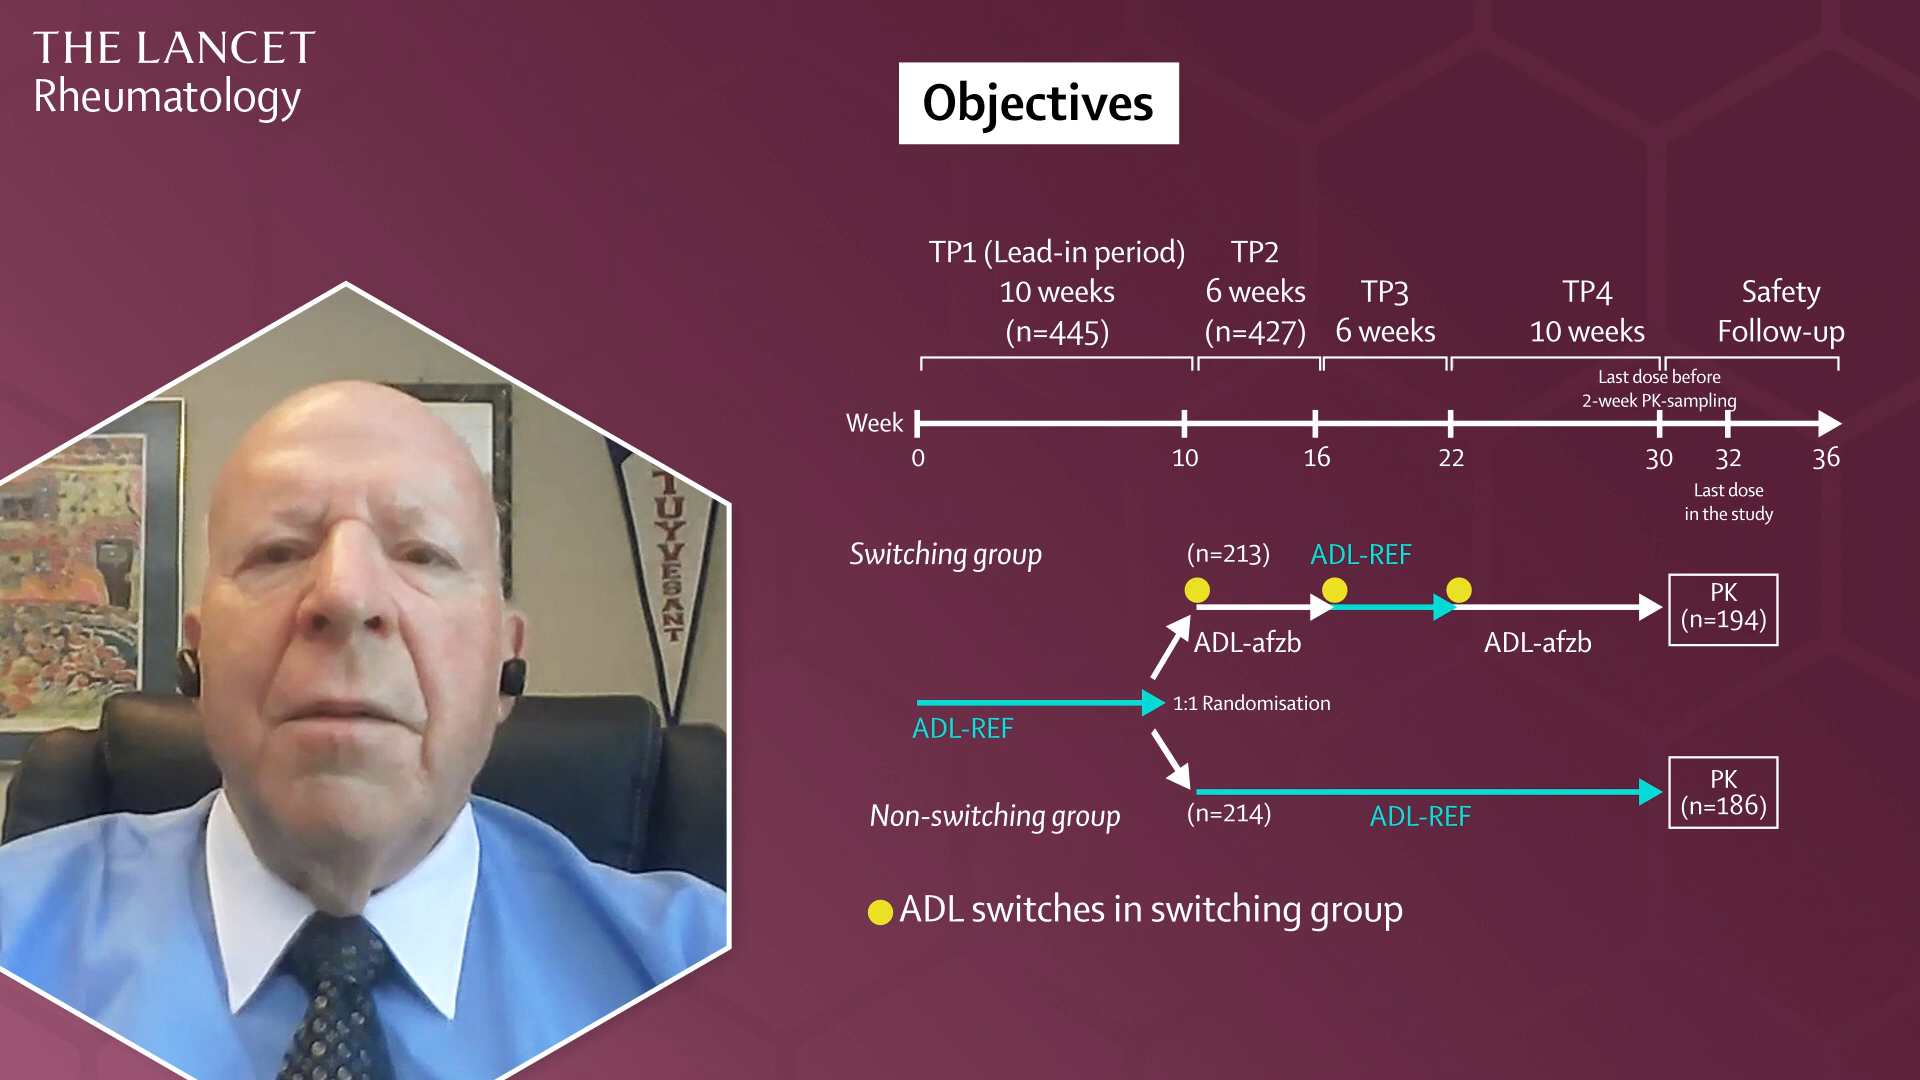 THE LANCET
Rheumatology
Objectives
TP1 (Lead-in period)
10 weeks
(n=445)
TP2
6 weeks
(n=427)
TP3
6 weeks
TP4
10 weeks
Safety
Follow-up
Last dose before
2-week PK-sampling
Week
0 10 16 22 30 32 36
Last dose
in the study
Switching group
(n=213)
ADL-REF
ADL-afzb
ADL-afzb
PK
(n=194)
ADL-REF
1:1 Randomisation
Non-switching group
(n=214)
ADL-REF
PK
(n=186)
ADL switches in switching group
TUYVESANT